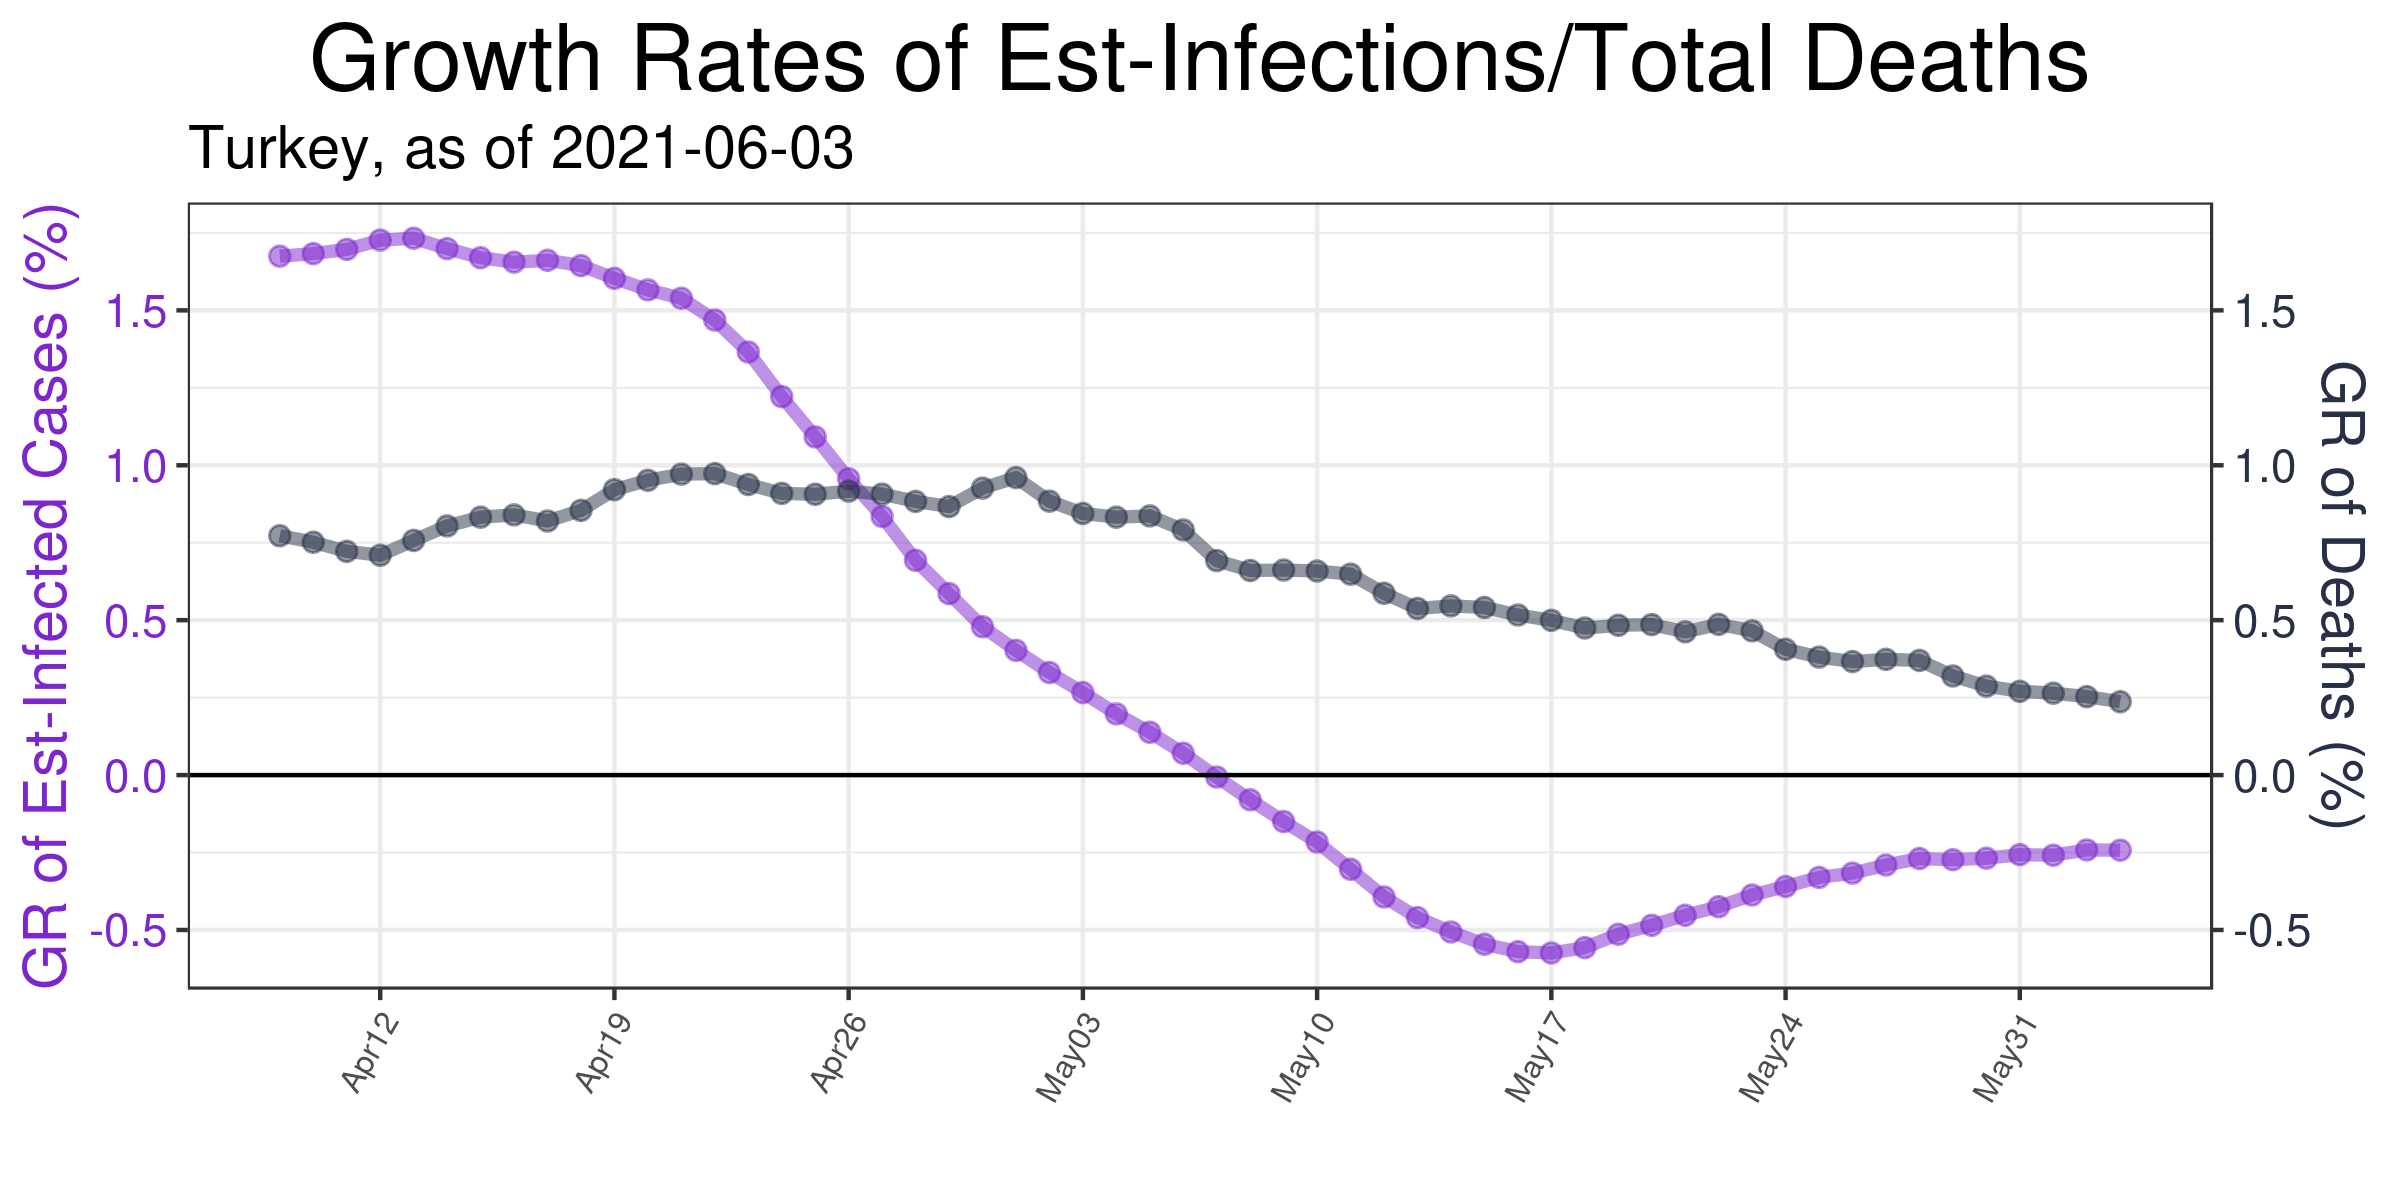 Growth Rates of Est-Infections/Total Deaths
Turkey, as of 2021-06-03
GR of Est-Infected Cases (%)
1.5
1.0
0.5
0.0
-0.5
1.5
1.0
0.5
0.0
-0.5
GR of Deaths (%)
Apr12
Apr19
Apr26
May03
May10
May17
May24
May31